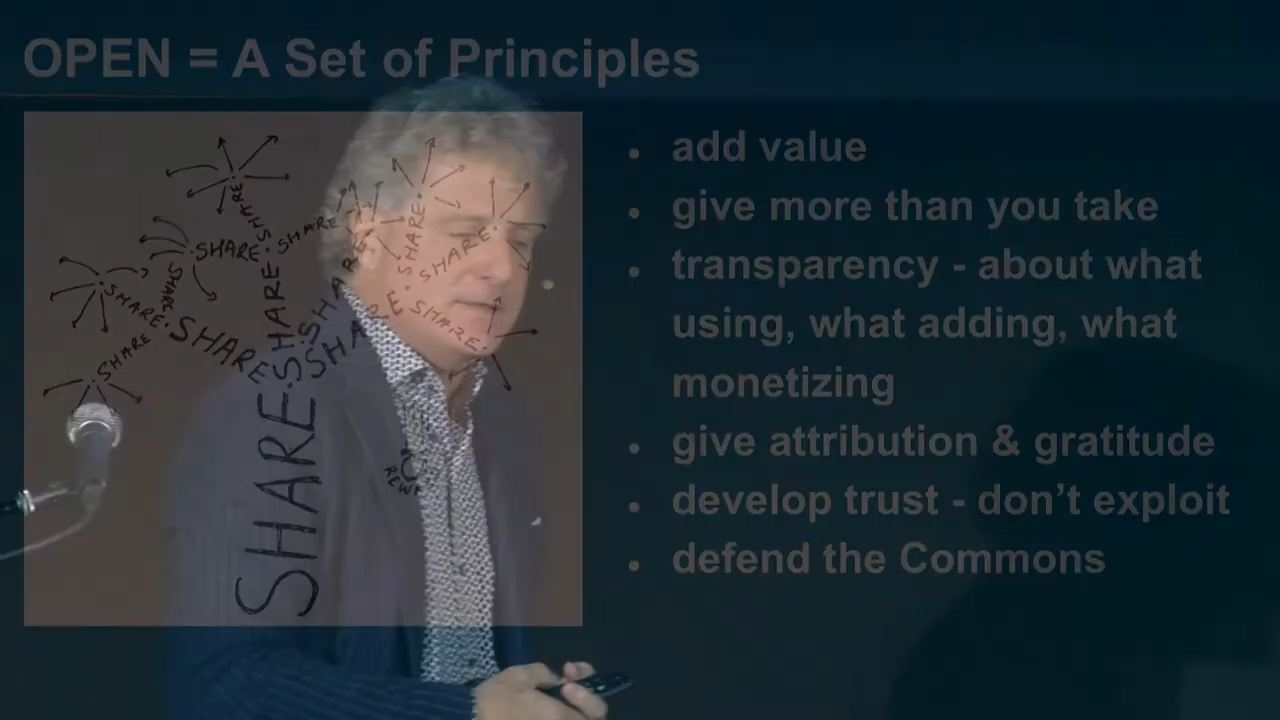 OPEN = A Set of Principles
• add value
• give more than you take
• transparency - about what
using, what adding, what
monetizing
• give attribution & gratitude
• develop trust - don’t exploit
• defend the Commons
SHARE
SHARE
SHARE
SHARE
SHARE
SHARE
SHARE
SHARE
SHARE
SHARE
SHARE
SHARE
SHARE